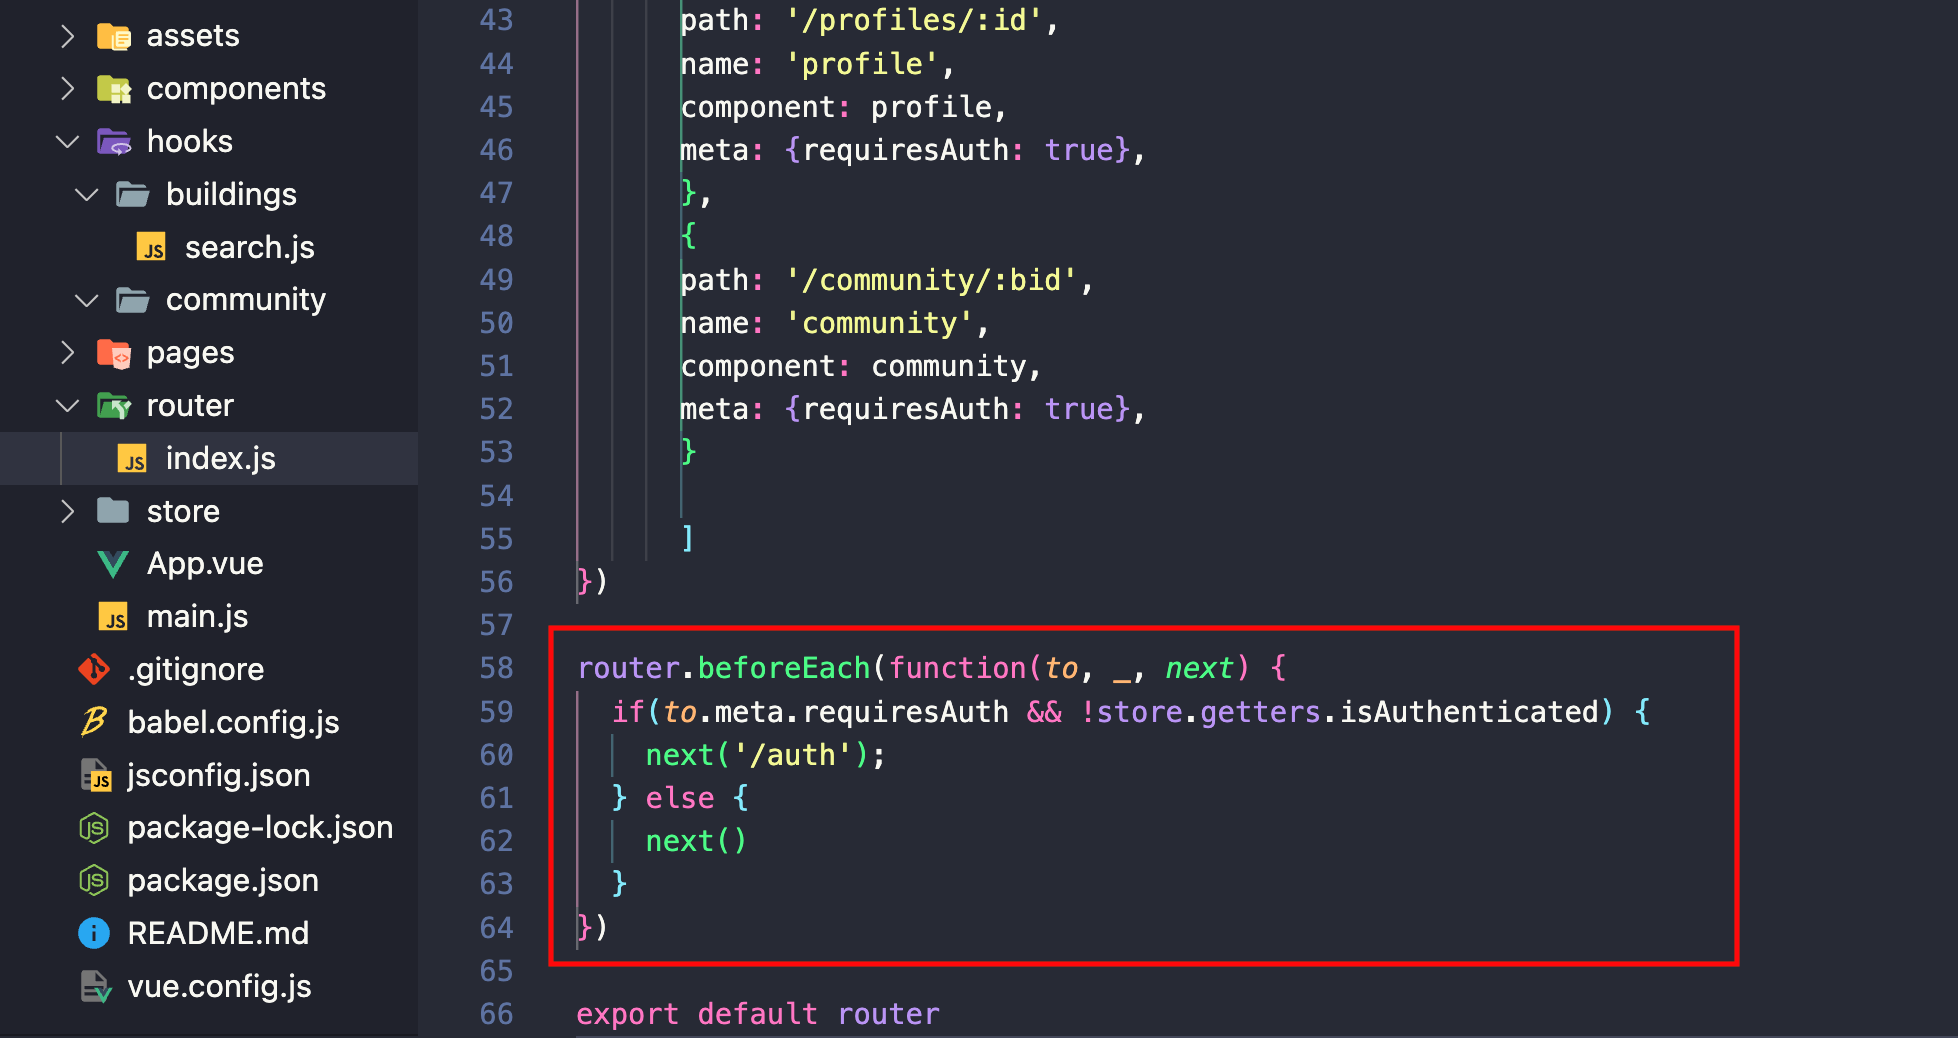 assets
components
hooks
buildings
search.js
community
pages
router
index.js
store
App.vue
main.js
.gitignore
babel.config.js
jsconfig.json
package-lock.json
package.json
README.md
vue.config.js
43 path: '/profiles/:id',
44 name: 'profile',
45 component: profile,
46 meta: {requiresAuth: true},
47 },
48 {
49 path: '/community/:bid',
50 name: 'community',
51 component: community,
52 meta: {requiresAuth: true},
53 }
54
55 ]
56 })
57
58 router.beforeEach(function(to, _, next) {
59 if(to.meta.requiresAuth && !store.getters.isAuthenticated) {
60 next('/auth');
61 } else {
62 next()
63 }
64 })
65
66 export default router